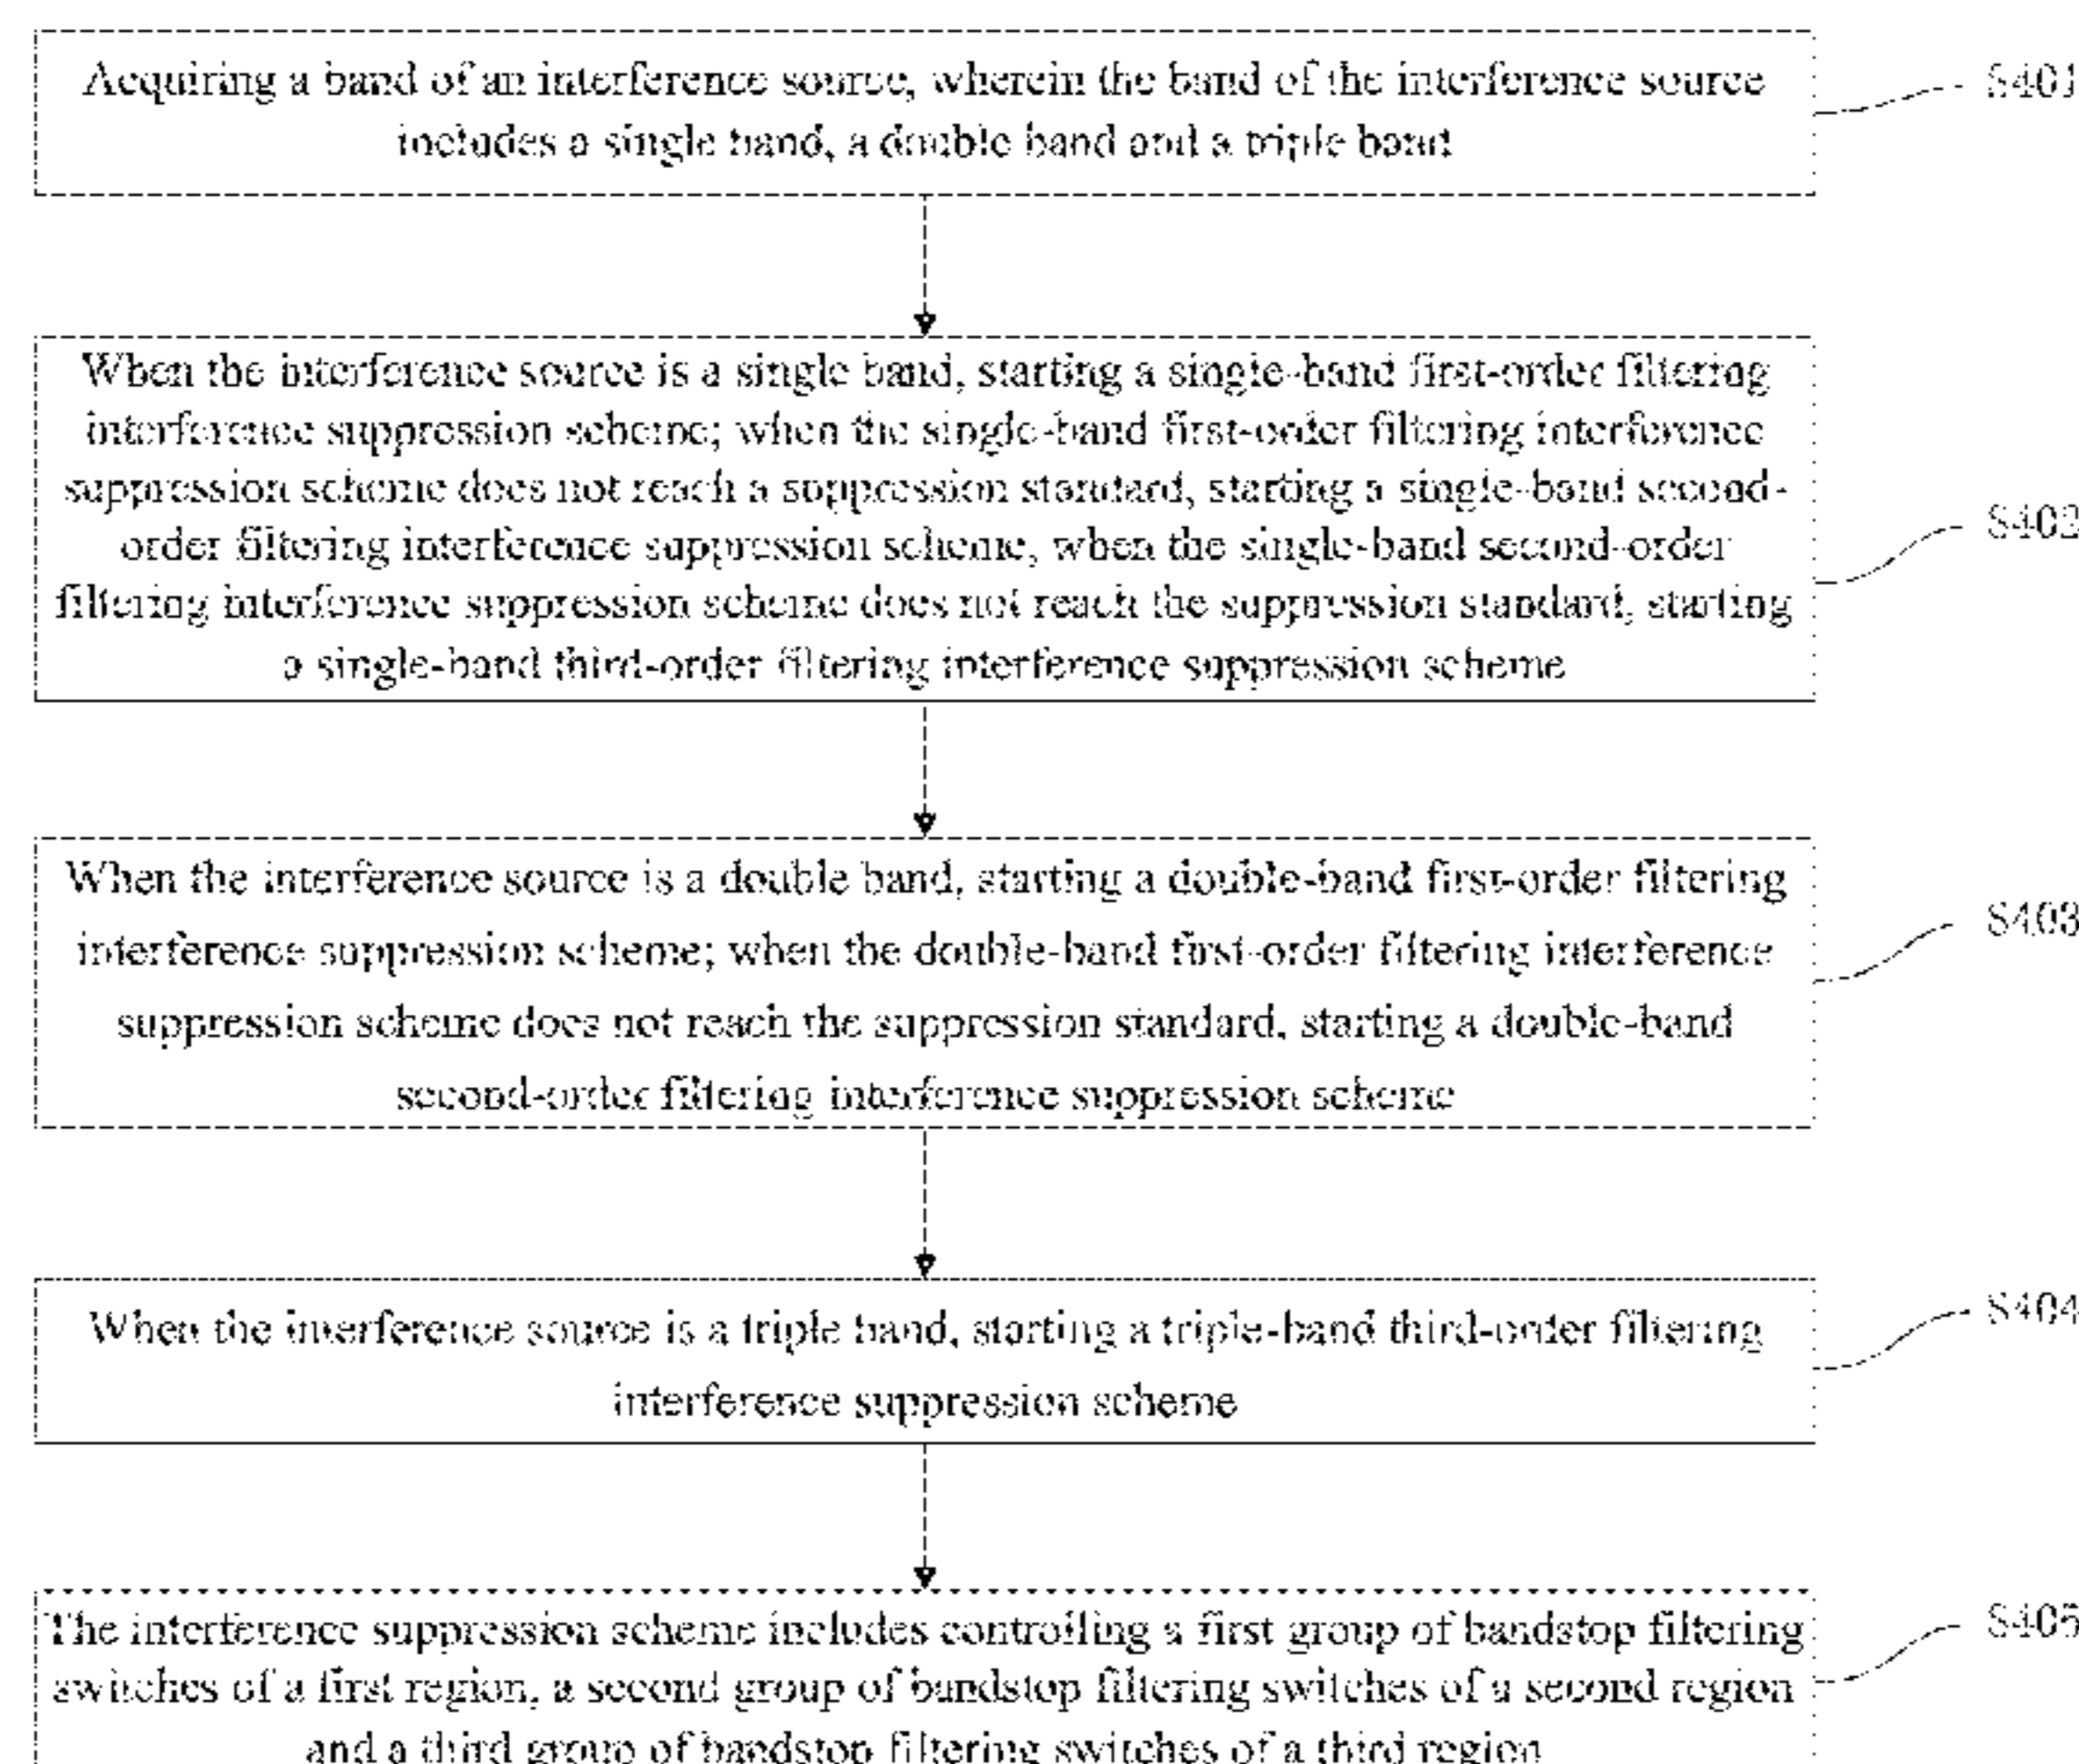 Acquiring a band of an interference source, wherein the band of the interference source
includes a single band, a double band and a triple band
S401
When the interference source is a single band, starting a single-band first-order filtering
interference suppression scheme; when the single-band first-order filtering interference
suppression scheme does not reach a suppression standard, starting a single-band second-
order filtering interference suppression scheme, when the single-band second-order
filtering interference suppression scheme does not reach the suppression standard, starting
a single-band third-order filtering interference suppression scheme
S402
When the interference source is a double band, starting a double-band first-order filtering
interference suppression scheme; when the double-band first-order filtering interference
suppression scheme does not reach the suppression standard, starting a double-band
second-order filtering interference suppression scheme
S403
When the interference source is a triple band, starting a triple-band third-order filtering
interference suppression scheme
S404
The interference suppression scheme includes controlling a first group of bandstop filtering
switches of a first region, a second group of bandstop filtering switches of a second region
and a third group of bandstop filtering switches of a third region
S405